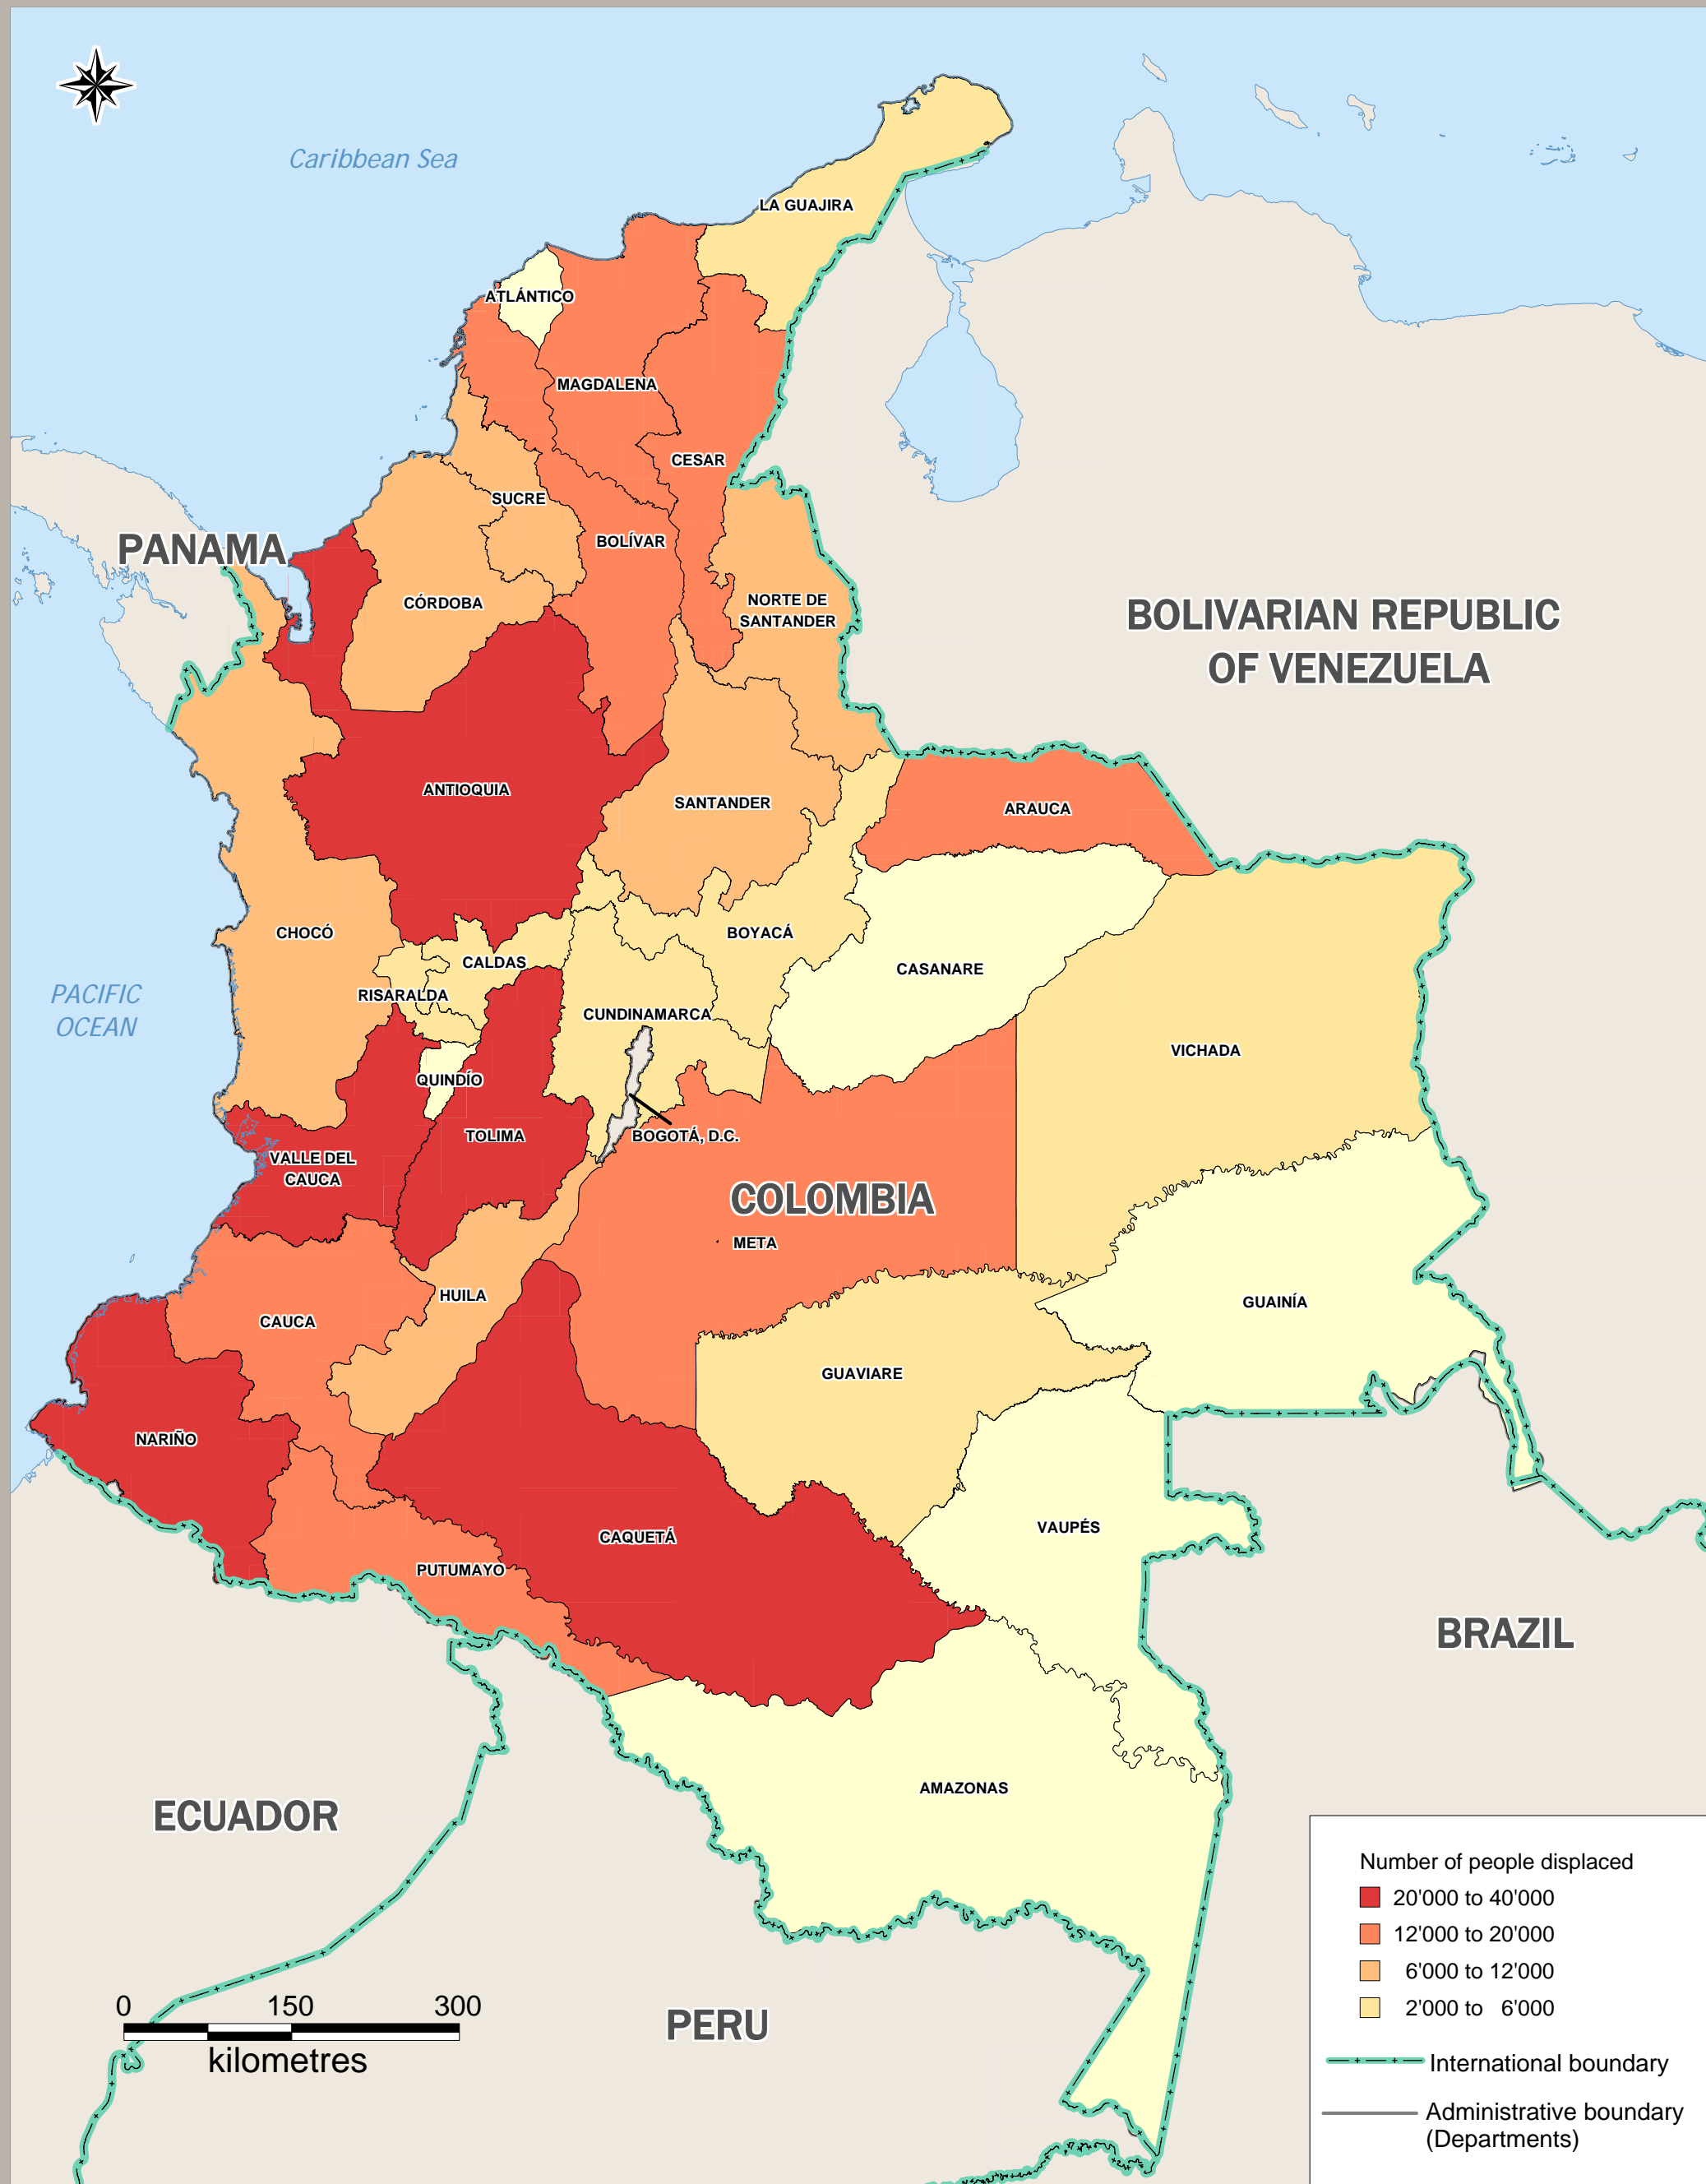 Caribbean Sea
LA GUAJIRA
ATLÁNTICO
MAGDALENA
CESAR
SUCRE
BOLÍVAR
PANAMA
CÓRDOBA
NORTE DE
SANTANDER
BOLIVARIAN REPUBLIC
OF VENEZUELA
ANTIOQUIA
SANTANDER
ARAUCA
CHOCÓ
BOYACÁ
CALDAS
CASANARE
RISARALDA
PACIFIC
OCEAN
CUNDINAMARCA
VICHADA
QUINDÍO
TOLIMA
BOGOTÁ, D.C.
VALLE DEL
CAUCA
COLOMBIA
META
HUILA
GUAINÍA
CAUCA
GUAVIARE
NARIÑO
VAUPÉS
CAQUETÁ
PUTUMAYO
BRAZIL
AMAZONAS
ECUADOR
PERU
0 150 300
kilometres
Number of people displaced
20'000 to 40'000
12'000 to 20'000
6'000 to 12'000
2'000 to 6'000
International boundary
Administrative boundary
(Departments)